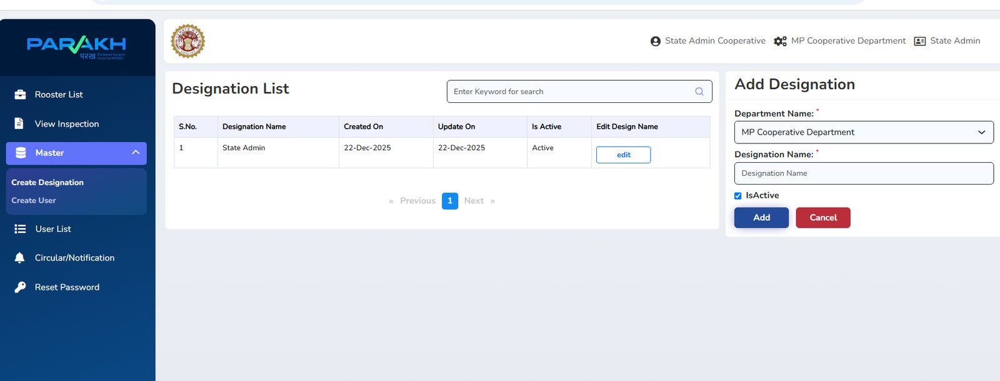 PARAKH
परख
State Admin Cooperative
MP Cooperative Department
State Admin
Rooster List
View Inspection
Master
Create Designation
Create User
User List
Circular/Notification
Reset Password
Designation List
Enter Keyword for search
S.No. Designation Name Created On Update On Is Active Edit Design Name
1 State Admin 22-Dec-2025 22-Dec-2025 Active edit
« Previous 1 Next »
Add Designation
Department Name: *
MP Cooperative Department
Designation Name: *
Designation Name
IsActive
Add Cancel